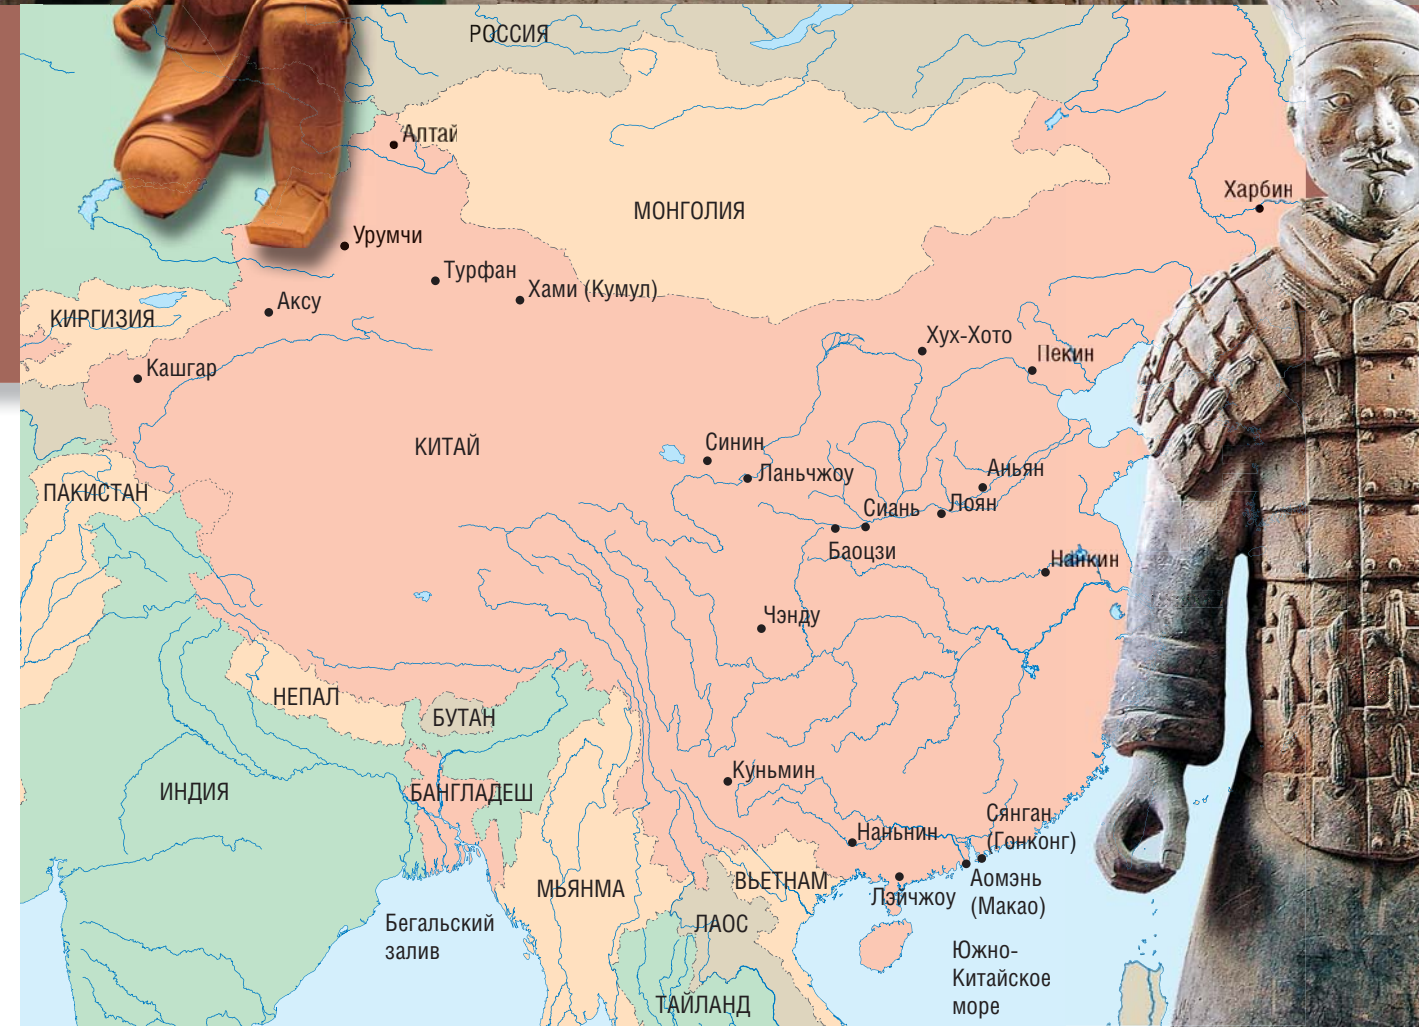 РОССИЯ
Алтай
МОНГОЛИЯ
Харбин
Урумчи
Турфан
Хами (Кумул)
Аксу
КИРГИЗИЯ
Хух-Хото
Пекин
Кашгар
КИТАЙ
Синин
Ланьчжоу
Аньян
ПАКИСТАН
Сиань
Лоян
Баоцзи
Нанкин
Чэнду
НЕПАЛ
БУТАН
ИНДИЯ
БАНГЛАДЕШ
Куньмин
Сянган
(Гонконг)
Наньнин
МЬЯНМА
ВЬЕТНАМ
Лэйчжоу
Аомэнь
(Макао)
Бегальский
залив
ЛАОС
Южно-
Китайское
море
ТАЙЛАНД